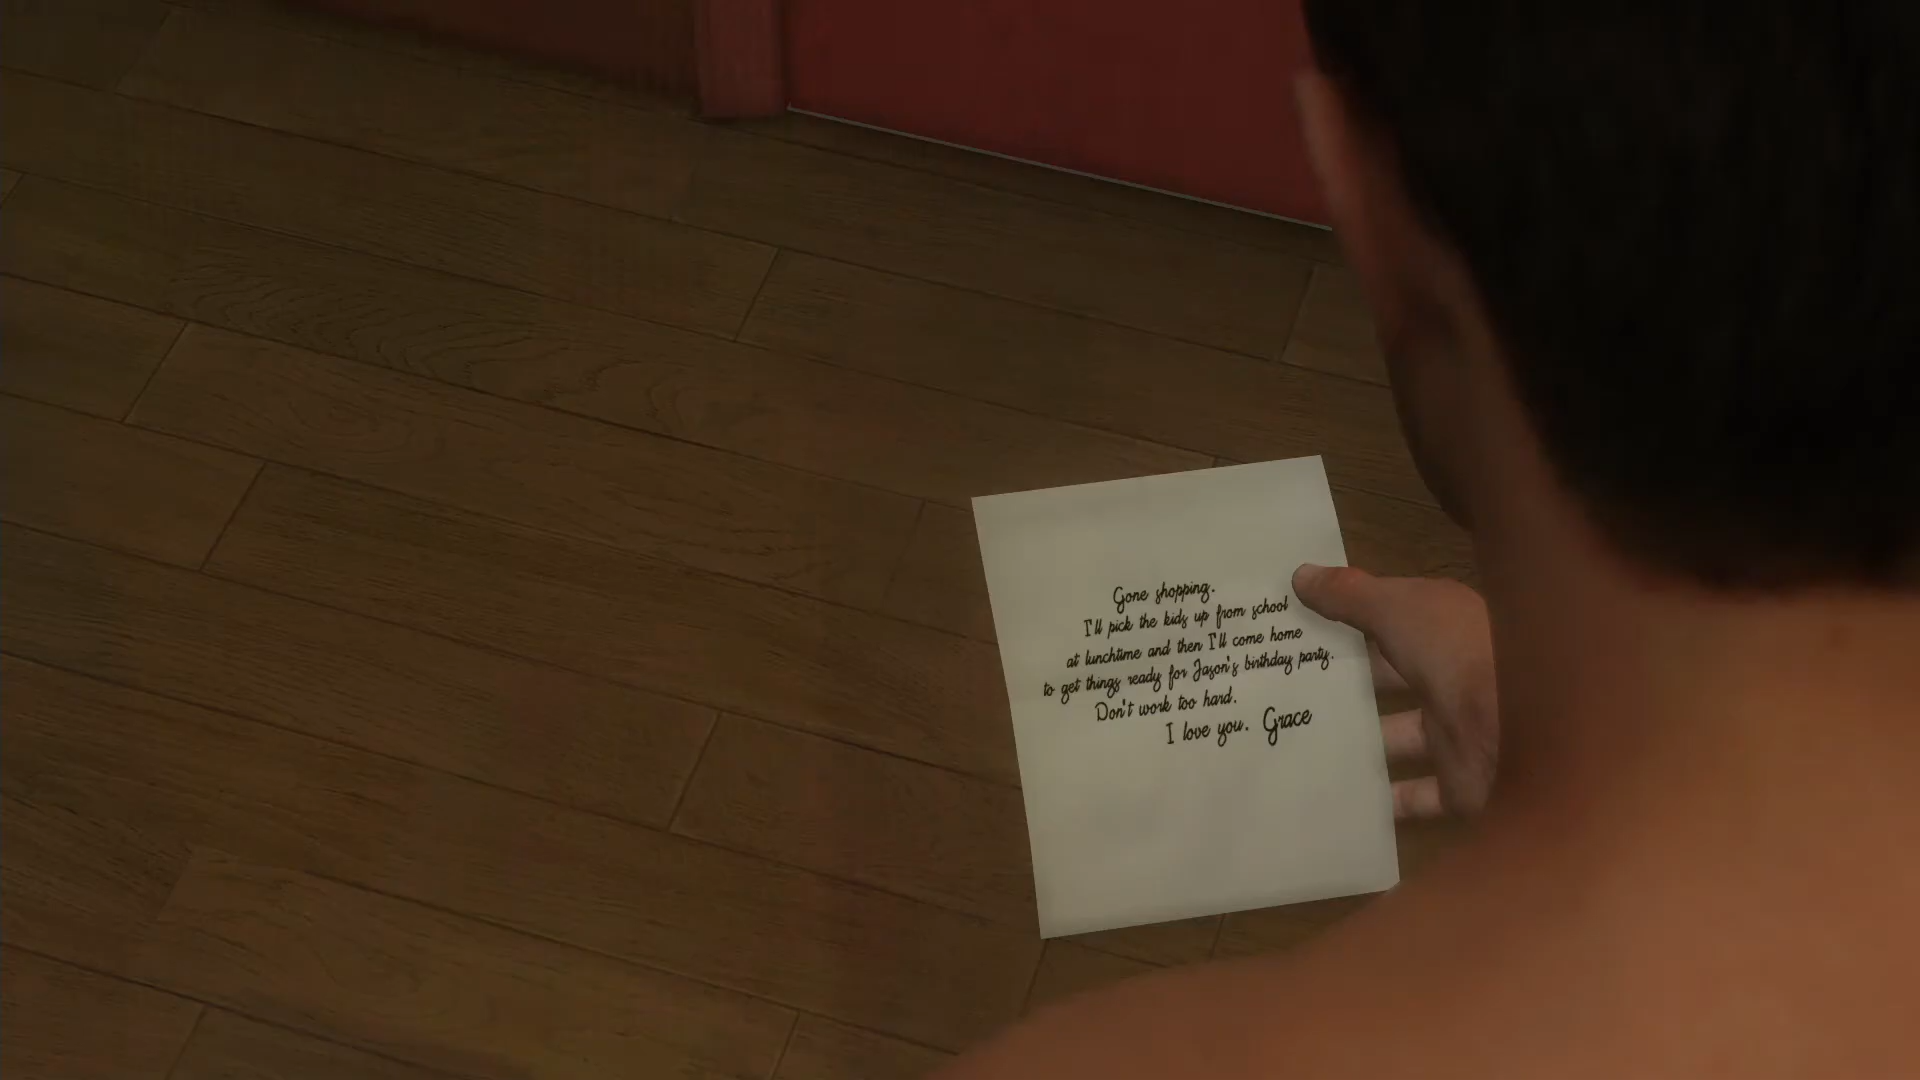 Gone shopping.
I'll pick the kids up from school
at lunchtime and then I'll come home
to get things ready for Jason's birthday party.
Don't work too hard.
I love you. Grace